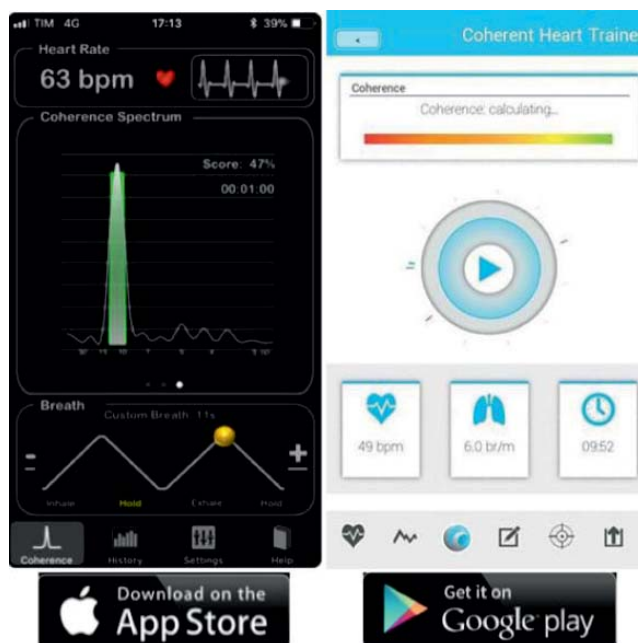 TIM 4G 17:13 39%
Heart Rate
63 bpm
Coherence Spectrum
Score: 47%
00:01:00
Breath
Custom Breath: 11s
- +
Inhale Hold Exhale Hold
Coherence History Settings Help
Download on the
App Store
Coherent Heart Traine
Coherence
Coherence: calculating...
49 bpm 6.0 br/m 09:52
Get it on
Google play